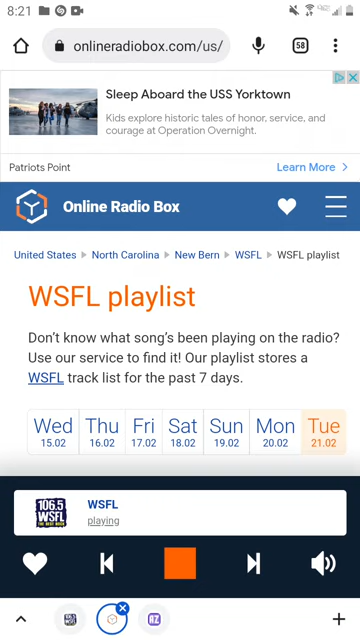 8:21
onlineradiobox.com/us/
58
Sleep Aboard the USS Yorktown
Kids explore historic tales of honor, service, and
courage at Operation Overnight.
Patriots Point
Learn More
Online Radio Box
United States
North Carolina
New Bern
WSFL
WSFL playlist
WSFL playlist
Don't know what song's been playing on the radio?
Use our service to find it! Our playlist stores a
WSFL track list for the past 7 days.
Wed Thu Fri Sat Sun Mon Tue
15.02 16.02 17.02 18.02 19.02 20.02 21.02
106.5
WSFL
THE BEST ROCK
WSFL
playing